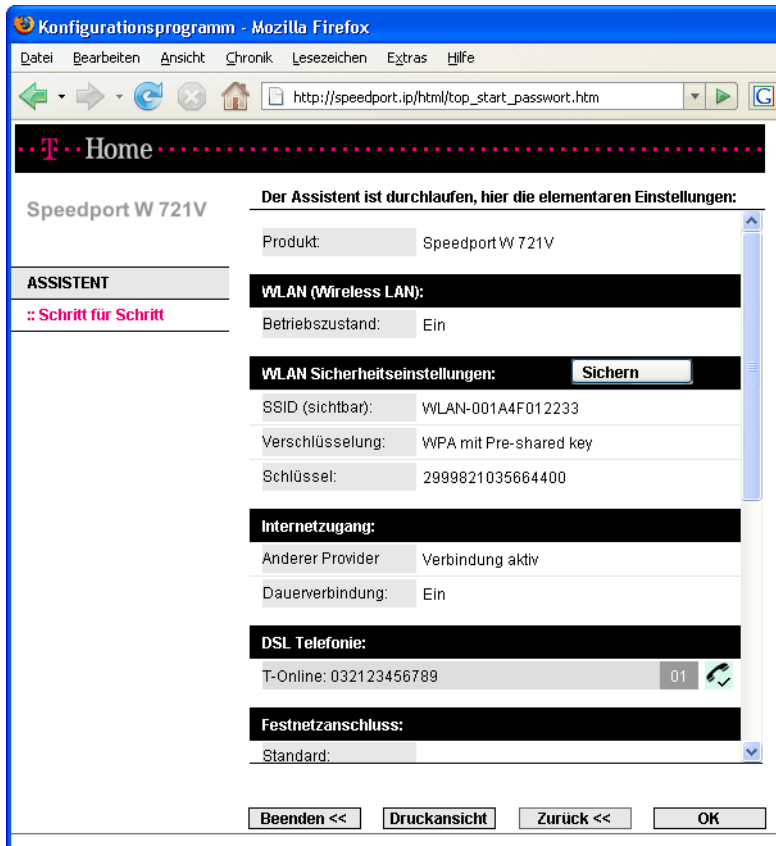 Konfigurationsprogramm - Mozilla Firefox
Datei Bearbeiten Ansicht Chronik Lesezeichen Extras Hilfe
http://speedport.ip/html/top_start_passwort.htm
G
T Home
Speedport W 721V
ASSISTENT
:: Schritt für Schritt
Der Assistent ist durchlaufen, hier die elementaren Einstellungen:
Produkt: Speedport W 721V
WLAN (Wireless LAN):
Betriebszustand: Ein
WLAN Sicherheitseinstellungen: Sichern
SSID (sichtbar): WLAN-001A4F012233
Verschlüsselung: WPA mit Pre-shared key
Schlüssel: 2999821035664400
Internetzugang:
Anderer Provider Verbindung aktiv
Dauerverbindung: Ein
DSL Telefonie:
T-Online: 032123456789 01
Festnetzanschluss:
Standard:
Beenden << Druckansicht Zurück << OK